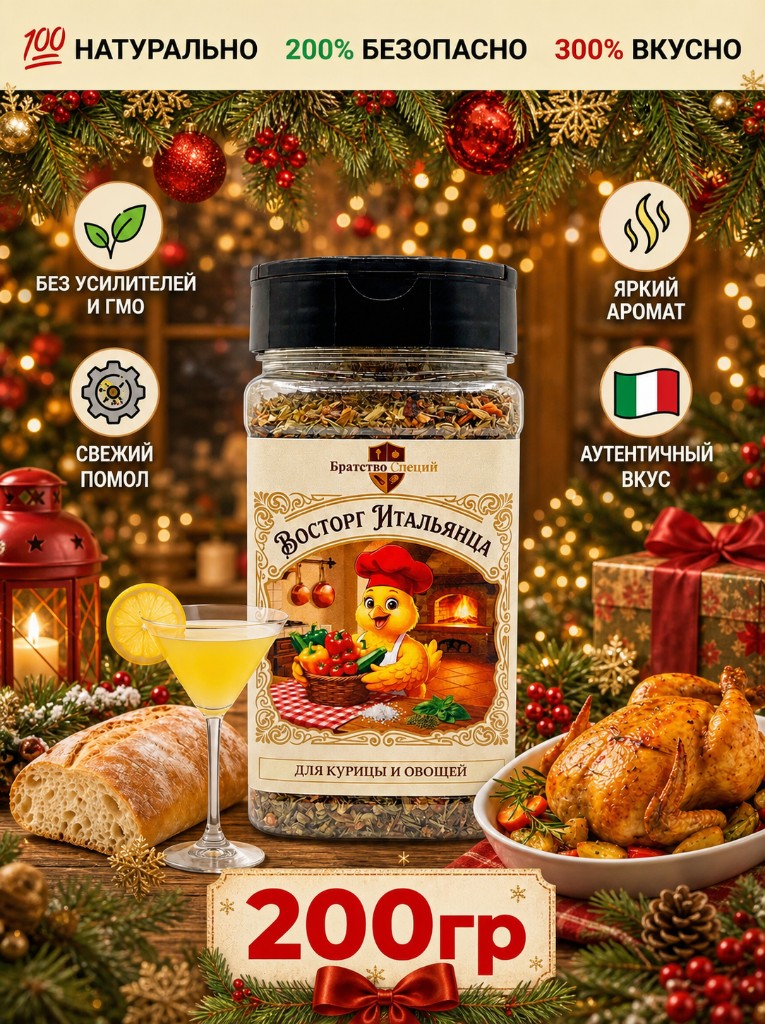 💯 НАТУРАЛЬНО 200% БЕЗОПАСНО 300% ВКУСНО
БЕЗ УСИЛИТЕЛЕЙ
И ГМО
ЯРКИЙ
АРОМАТ
СВЕЖИЙ
ПОМОЛ
АУТЕНТИЧНЫЙ
ВКУС
Братство Специй
Восторг Итальянца
ДЛЯ КУРИЦЫ И ОВОЩЕЙ
200гр